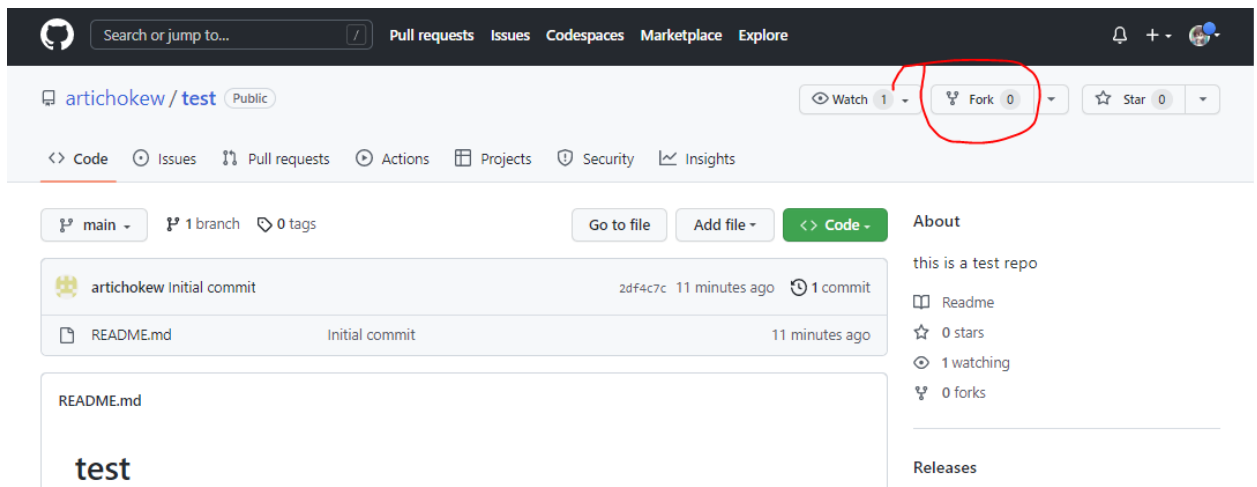 Search or jump to... / Pull requests Issues Codespaces Marketplace Explore
artichokew / test Public Watch 1 Fork 0 Star 0
<> Code Issues Pull requests Actions Projects Security Insights
main 1 branch 0 tags Go to file Add file <> Code About
this is a test repo
artichokew Initial commit 2df4c7c 11 minutes ago 1 commit
Readme
README.md Initial commit 11 minutes ago
0 stars
1 watching
0 forks
README.md
test
Releases